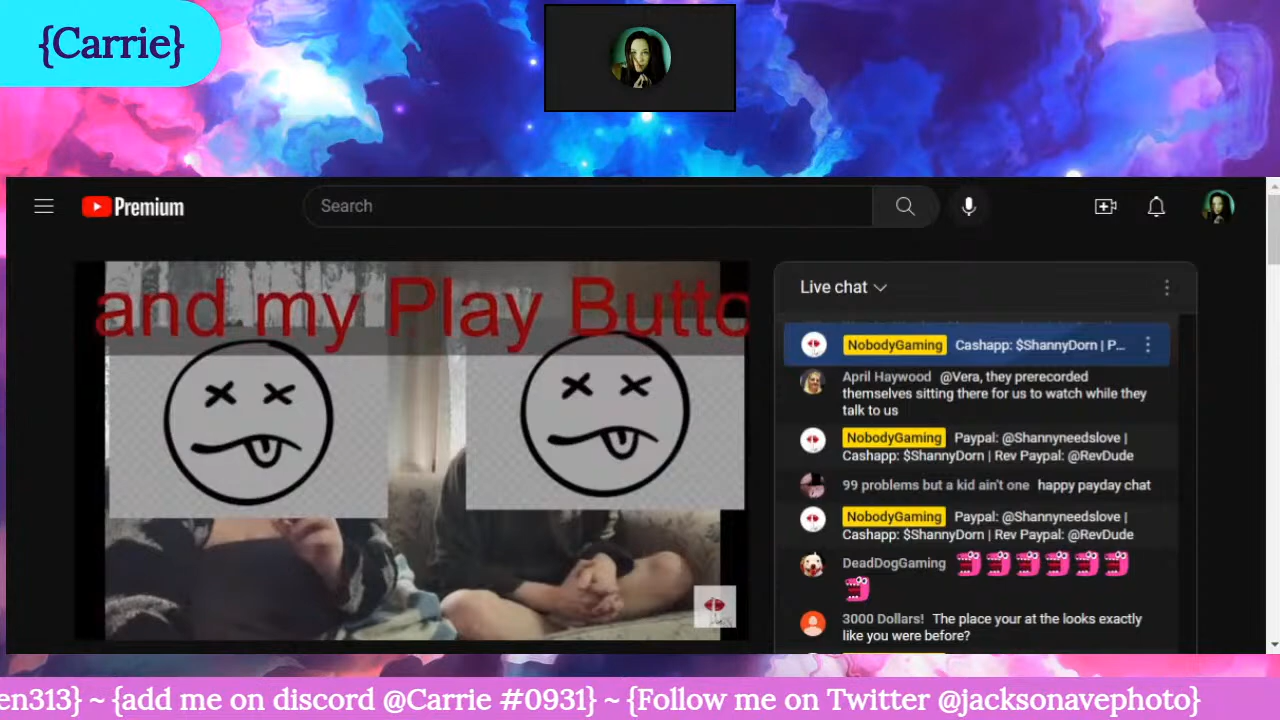 {Carrie}
Premium
Search
and my Play Butto
Live chat
NobodyGaming Cashapp: $ShannyDorn | P...
April Haywood @Vera, they prerecorded
themselves sitting there for us to watch while they
talk to us
NobodyGaming Paypal: @Shannyneedslove |
Cashapp: $ShannyDorn | Rev Paypal: @RevDude
99 problems but a kid ain't one happy payday chat
NobodyGaming Paypal: @Shannyneedslove |
Cashapp: $ShannyDorn | Rev Paypal: @RevDude
DeadDogGaming
3000 Dollars! The place your at the looks exactly
like you were before?
en313} ~ {add me on discord @Carrie #0931} ~ {Follow me on Twitter @jacksonavephoto}